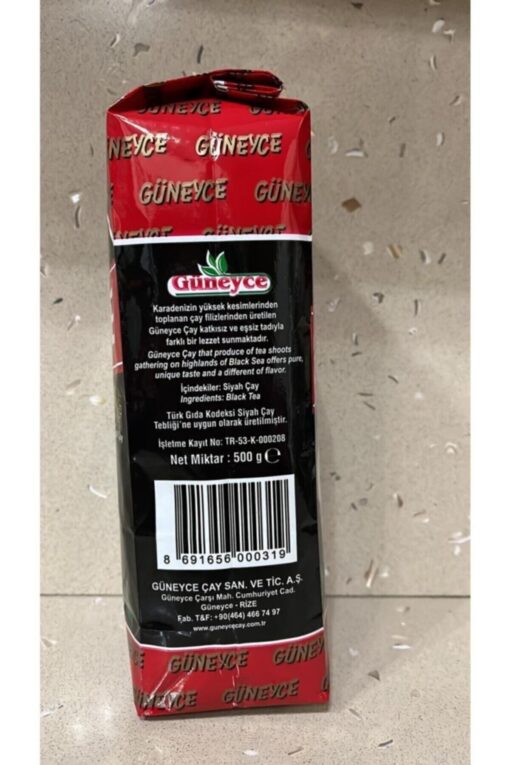 GÜNEYCE
NEYCE GÜNEYCE
GÜNEYCE GÜNEY
Güneyce
Karadenizin yüksek kesimlerinden
toplanan çay filizlerinden üretilen
Güneyce Çay katkısız ve eşsiz tadıyla
farklı bir lezzet sunmaktadır.
Güneyce Çay that produce of tea shoots
gathering on highlands of Black Sea offers pure,
unique taste and a different of flavor.
İçindekiler: Siyah Çay
Ingredients: Black Tea
Türk Gıda Kodeksi Siyah Çay
Tebliği'ne uygun olarak üretilmiştir.
İşletme Kayıt No: TR-53-K-000208
Net Miktar : 500 g ℮
8 691656 000319
GÜNEYCE ÇAY SAN. VE TİC. A.Ş.
Güneyce Çarşı Mah. Cumhuriyet Cad.
Güneyce - RİZE
Fab. T&F: +90(464) 466 74 97
www.guneycecay.com.tr
GÜNEYCE GÜNEY
GÜNEYCE GÜNEYCE